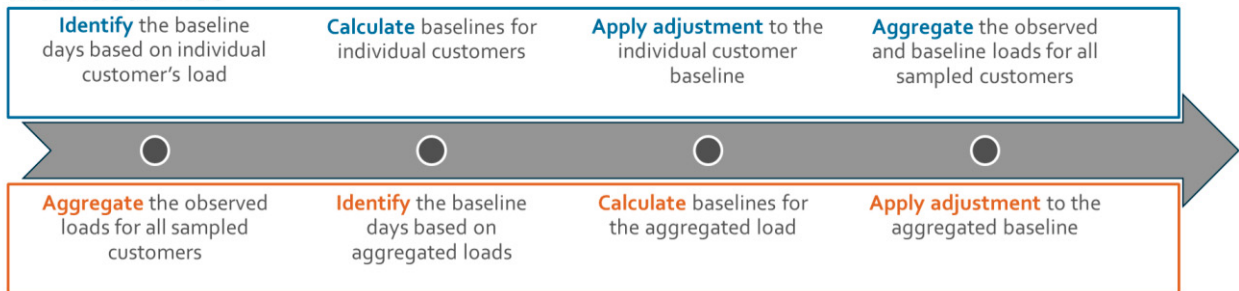 Identify the baseline
days based on individual
customer's load
Calculate baselines for
individual customers
Apply adjustment to the
individual customer
baseline
Aggregate the observed
and baseline loads for all
sampled customers
Aggregate the observed
loads for all sampled
customers
Identify the baseline
days based on
aggregated loads
Calculate baselines for
the aggregated load
Apply adjustment to the
aggregated baseline